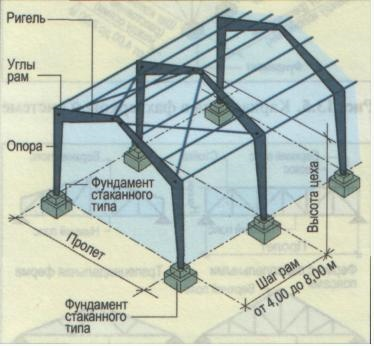 Ригель
Углы
рам
Опора
Фундамент
стаканного
типа
Пролет
Высота цеха
Шаг рам
от 4,00 до 8,00 м
Фундамент
стаканного
типа